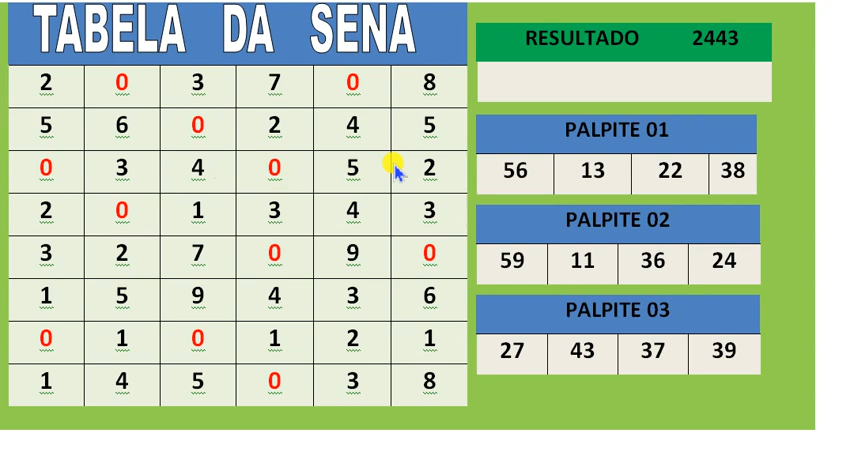 TABELA DA SENA
2 0 3 7 0 8
5 6 0 2 4 5
0 3 4 0 5 2
2 0 1 3 4 3
3 2 7 0 9 0
1 5 9 4 3 6
0 1 0 1 2 1
1 4 5 0 3 8
RESULTADO 2443
PALPITE 01
56 13 22 38
PALPITE 02
59 11 36 24
PALPITE 03
27 43 37 39